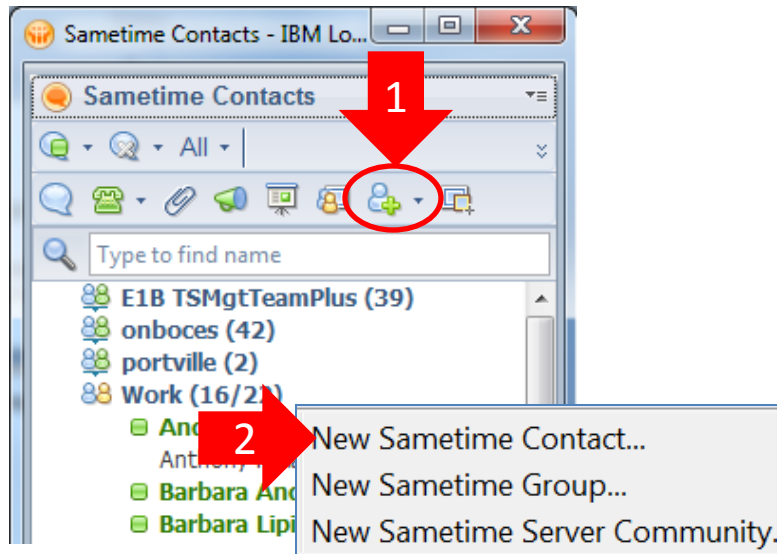 Sametime Contacts - IBM Lo...
Sametime Contacts
1
All
Type to find name
E1B TSMgtTeamPlus (39)
onboces (42)
portville (2)
Work (16/22)
2
New Sametime Contact...
New Sametime Group...
Barbara
New Sametime Server Community.
Barbara Lipi